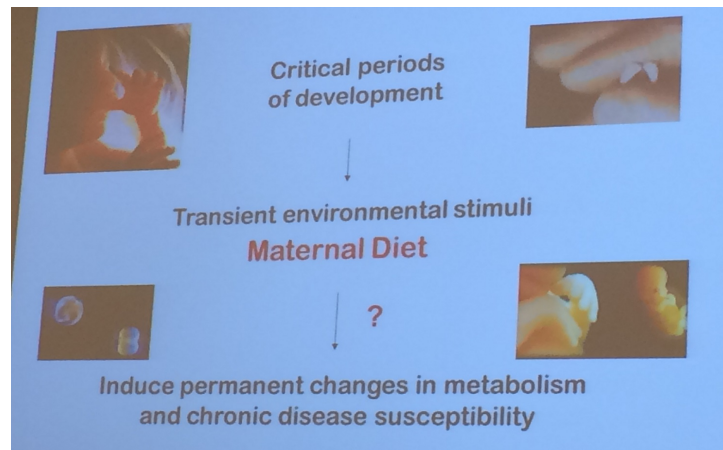 Critical periods
of development
Transient environmental stimuli
Maternal Diet
?
Induce permanent changes in metabolism
and chronic disease susceptibility